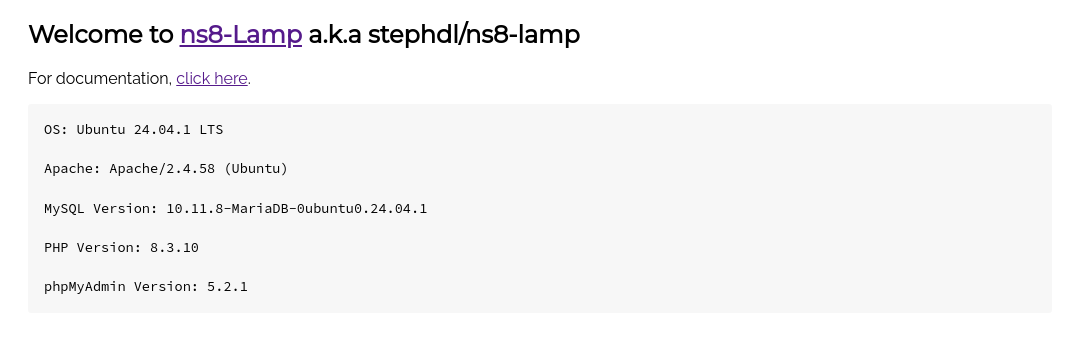 Welcome to ns8-Lamp a.k.a stephdl/ns8-lamp
For documentation, click here.
OS: Ubuntu 24.04.1 LTS
Apache: Apache/2.4.58 (Ubuntu)
MySQL Version: 10.11.8-MariaDB-0ubuntu0.24.04.1
PHP Version: 8.3.10
phpMyAdmin Version: 5.2.1